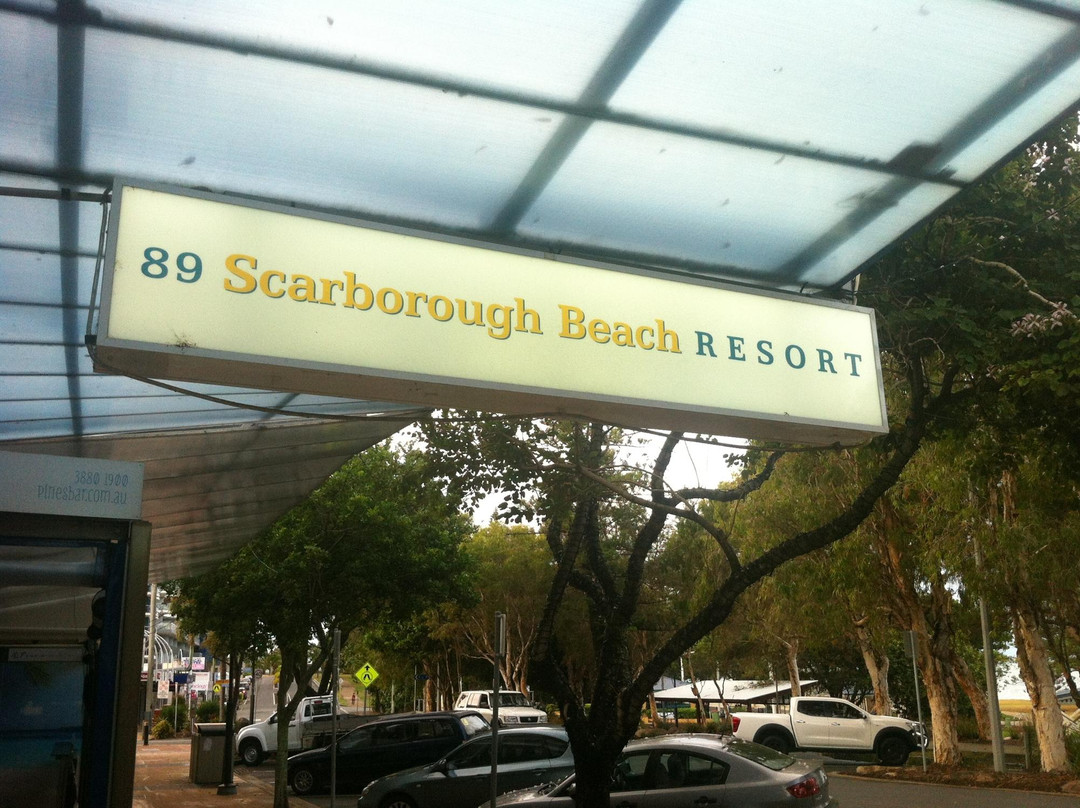 89 Scarborough Beach RESORT
3880 1900
pinesbar.com.au